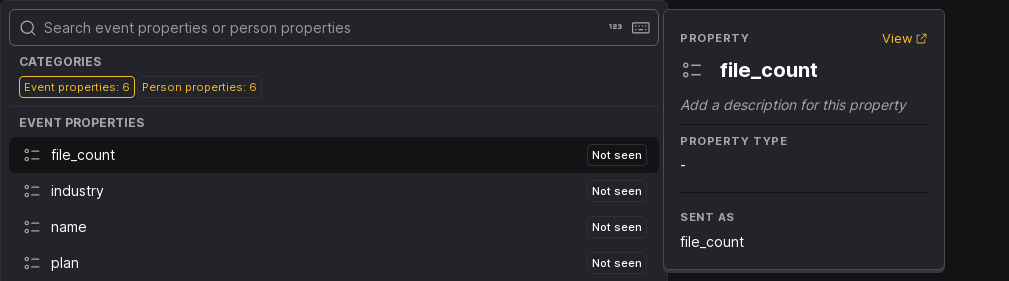 Search event properties or person properties
123
CATEGORIES
Event properties: 6
Person properties: 6
EVENT PROPERTIES
file_count Not seen
industry Not seen
name Not seen
plan Not seen
PROPERTY View
file_count
Add a description for this property
PROPERTY TYPE
-
SENT AS
file_count